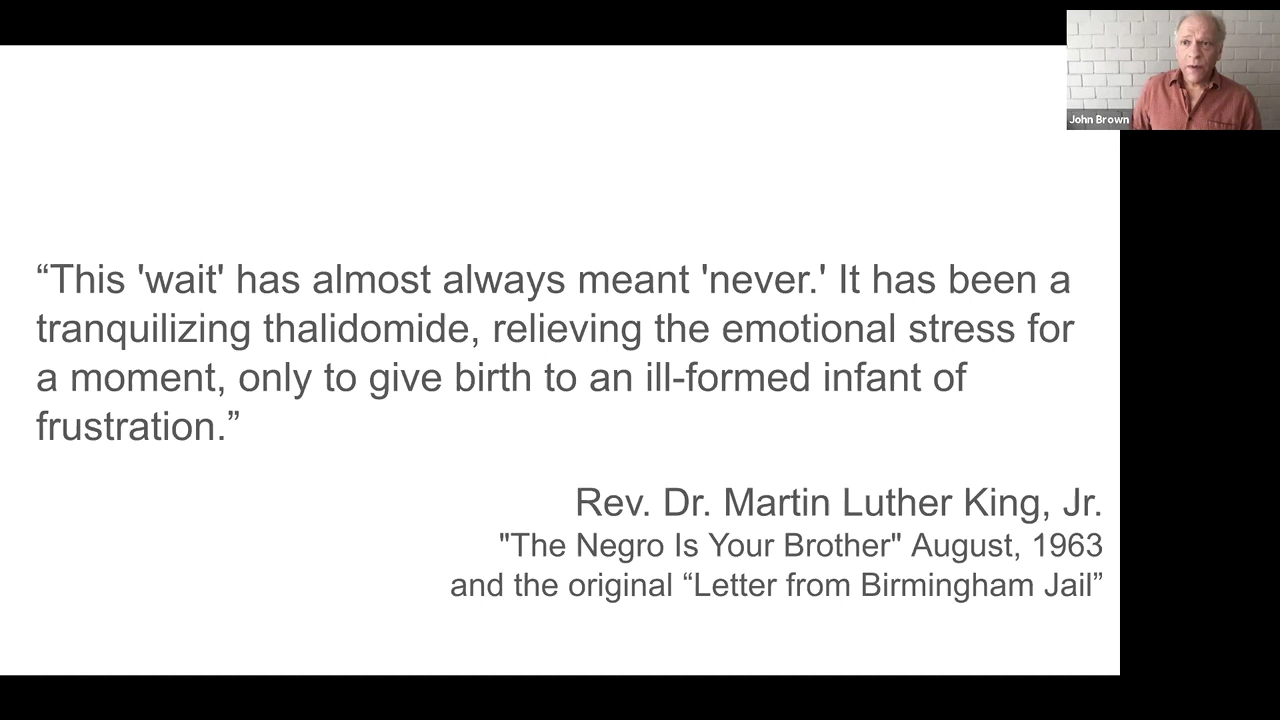 John Brown
“This 'wait' has almost always meant 'never.' It has been a
tranquilizing thalidomide, relieving the emotional stress for
a moment, only to give birth to an ill-formed infant of
frustration.”
Rev. Dr. Martin Luther King, Jr.
"The Negro Is Your Brother" August, 1963
and the original “Letter from Birmingham Jail”